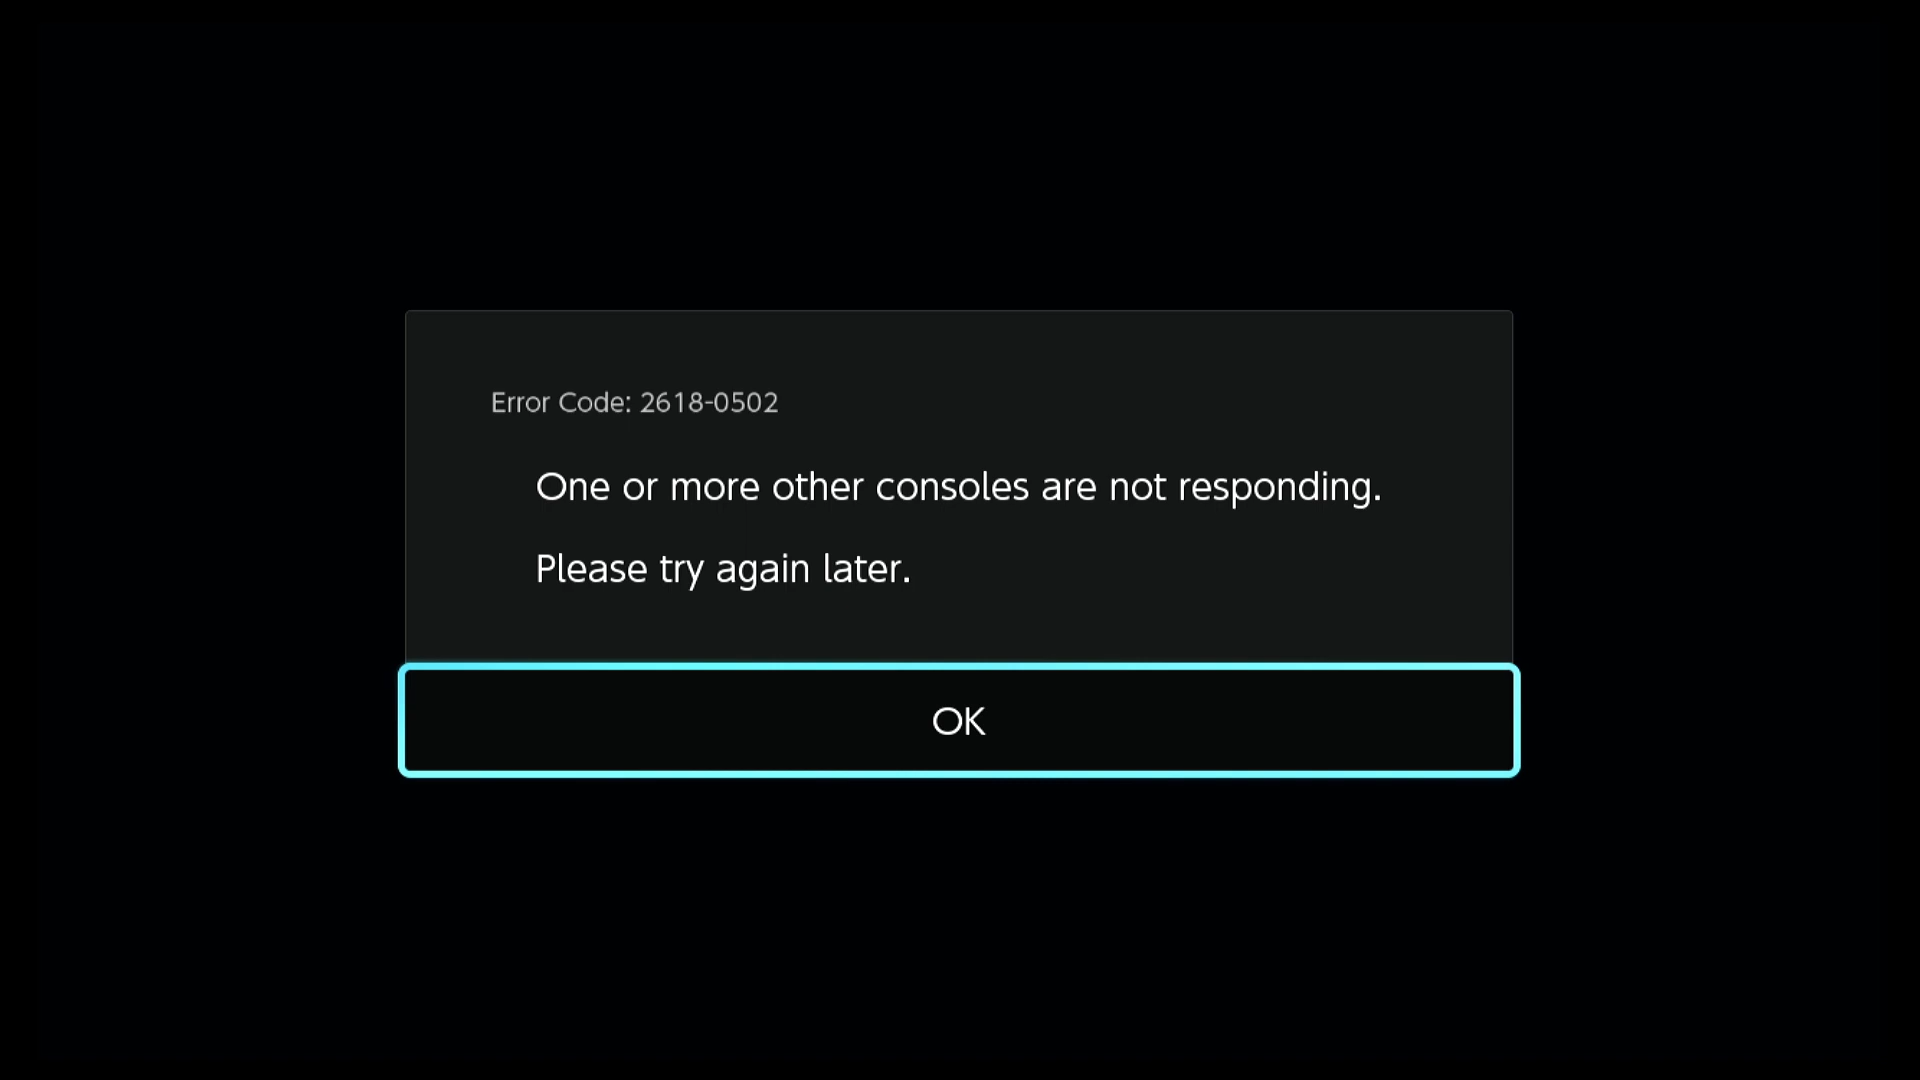 Error Code: 2618-0502
One or more other consoles are not responding.
Please try again later.
OK